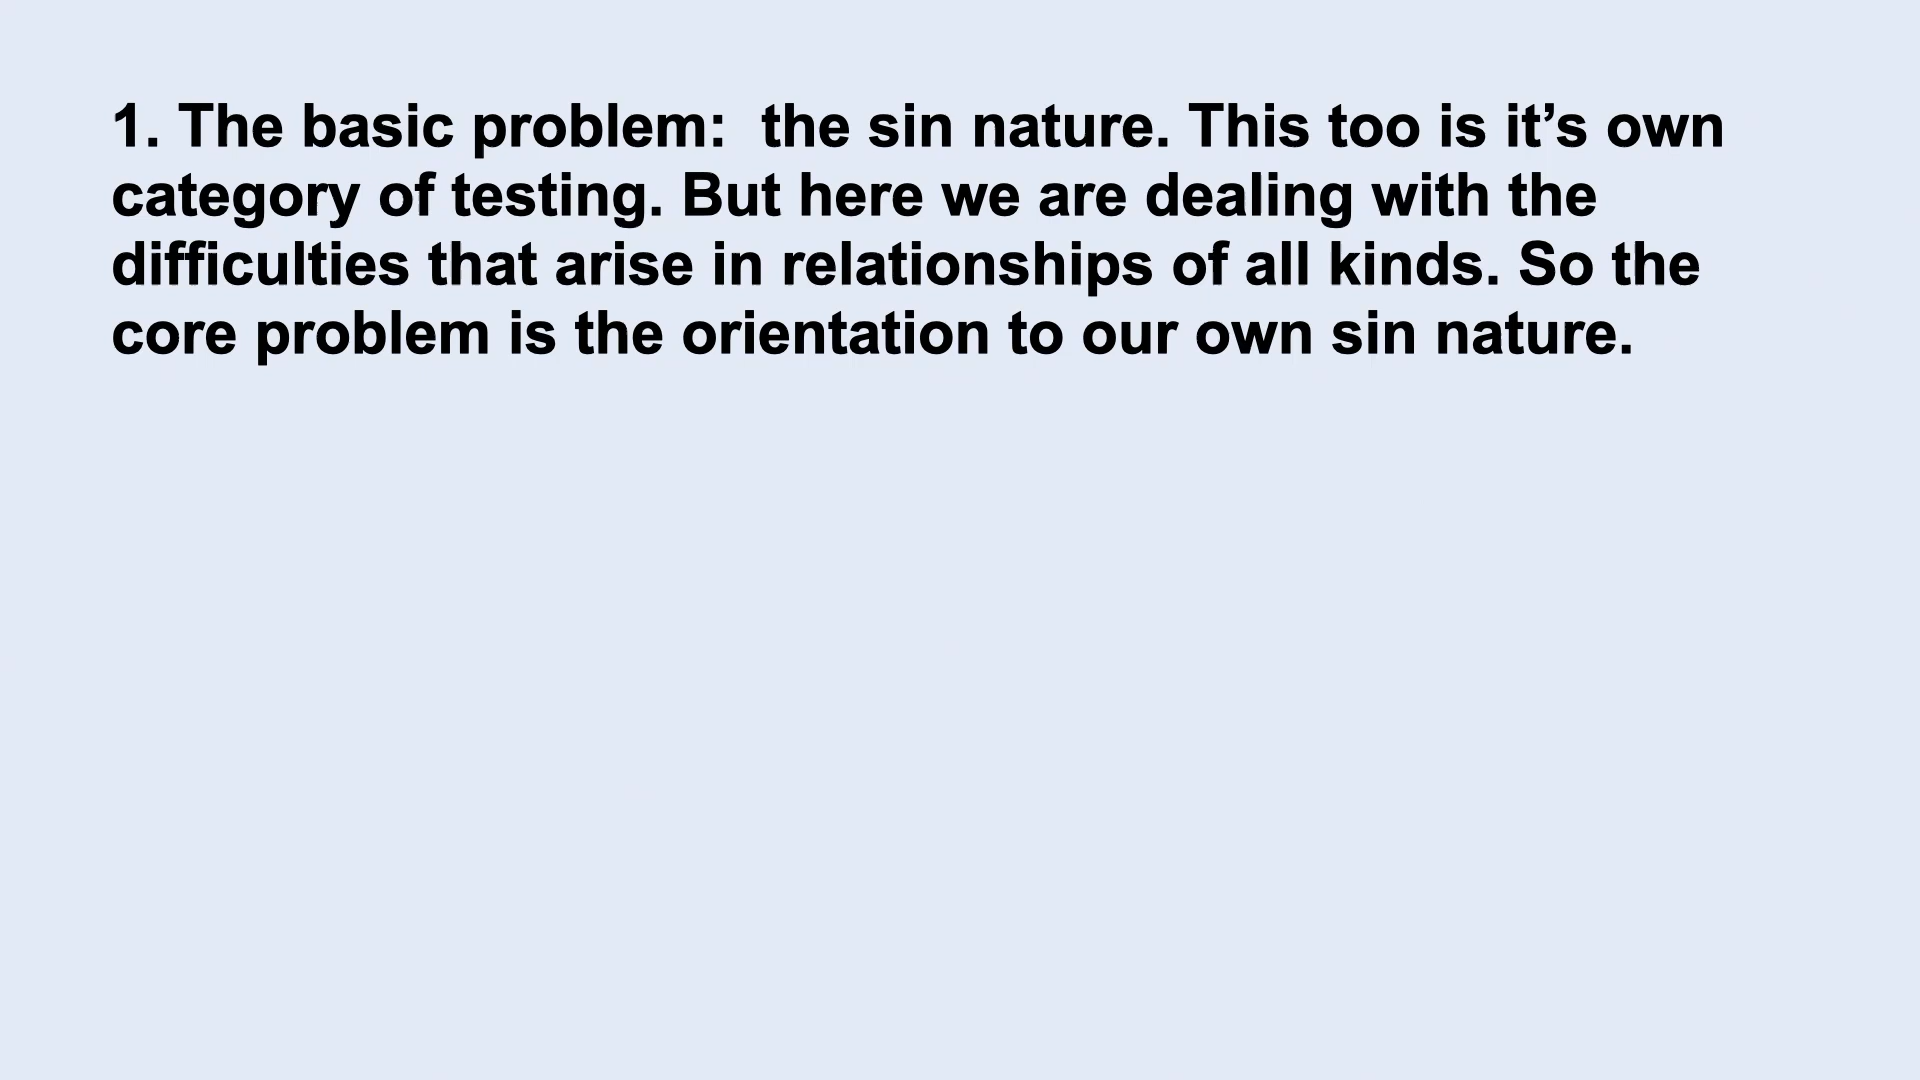 1. The basic problem:  the sin nature. This too is it’s own
category of testing. But here we are dealing with the
difficulties that arise in relationships of all kinds. So the
core problem is the orientation to our own sin nature.